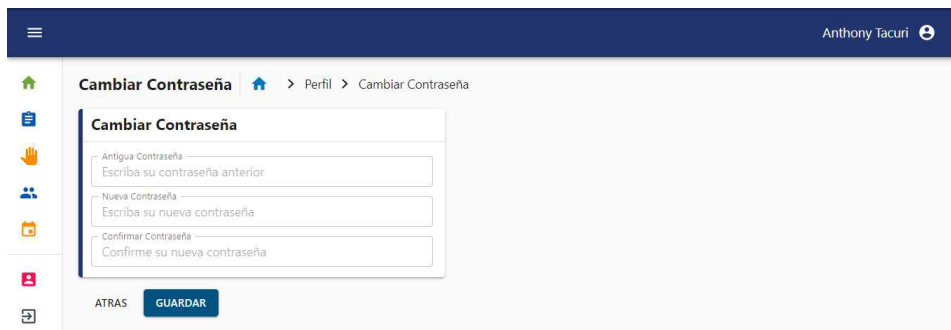 Anthony Tacuri
Cambiar Contraseña > Perfil > Cambiar Contraseña
Cambiar Contraseña
Antigua Contraseña
Escriba su contraseña anterior
Nueva Contraseña
Escriba su nueva contraseña
Confirmar Contraseña
Confirme su nueva contraseña
ATRAS GUARDAR